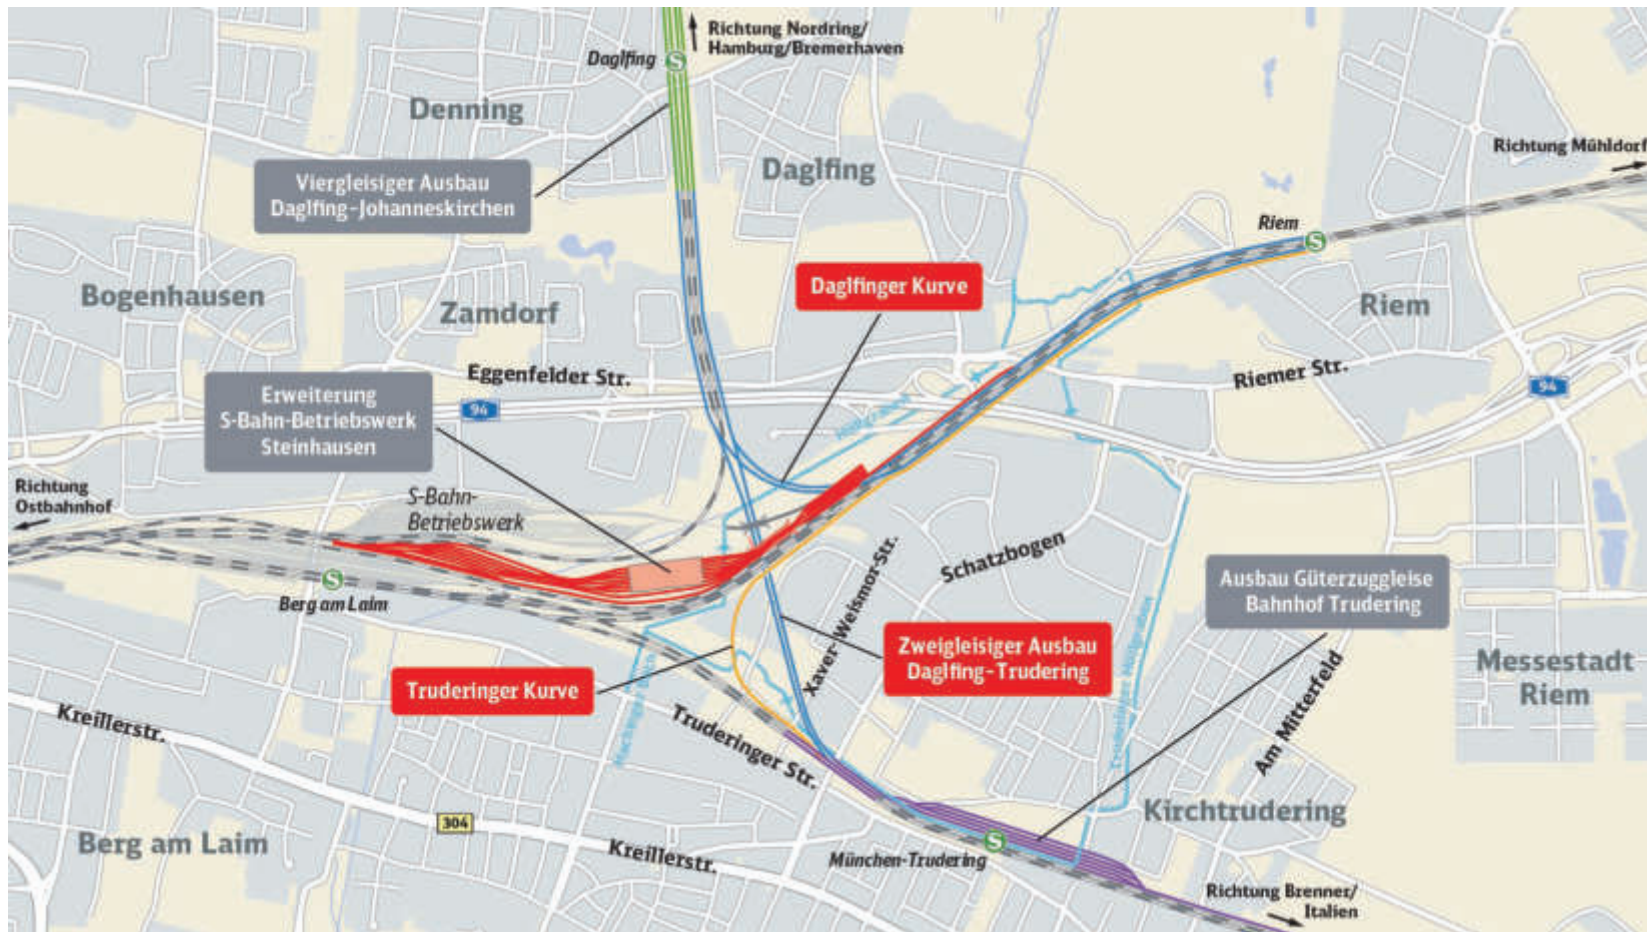 Richtung Nordring/
Hamburg/Bremerhaven
Daglfing
S
Denning
Richtung Mühldorf
Daglfing
Viergleisiger Ausbau
Daglfing-Johanneskirchen
Riem
S
Daglfinger Kurve
Bogenhausen
Zamdorf
Riem
Eggenfelder Str.
Riemer Str.
94
94
Erweiterung
S-Bahn-Betriebswerk
Steinhausen
Hüllgraben
Richtung
Ostbahnhof
S-Bahn-
Betriebswerk
Schatzbogen
Xaver-Weismor-Str.
Ausbau Güterzuggleise
Bahnhof Trudering
S
Berg am Laim
Zweigleisiger Ausbau
Daglfing-Trudering
Messestadt
Riem
Truderinger Kurve
Am Mitterfeld
Kreillerstr.
Truderinger Str.
Kirchtrudering
304
Berg am Laim
Kreillerstr.
S
München-Trudering
Richtung Brenner/
Italien